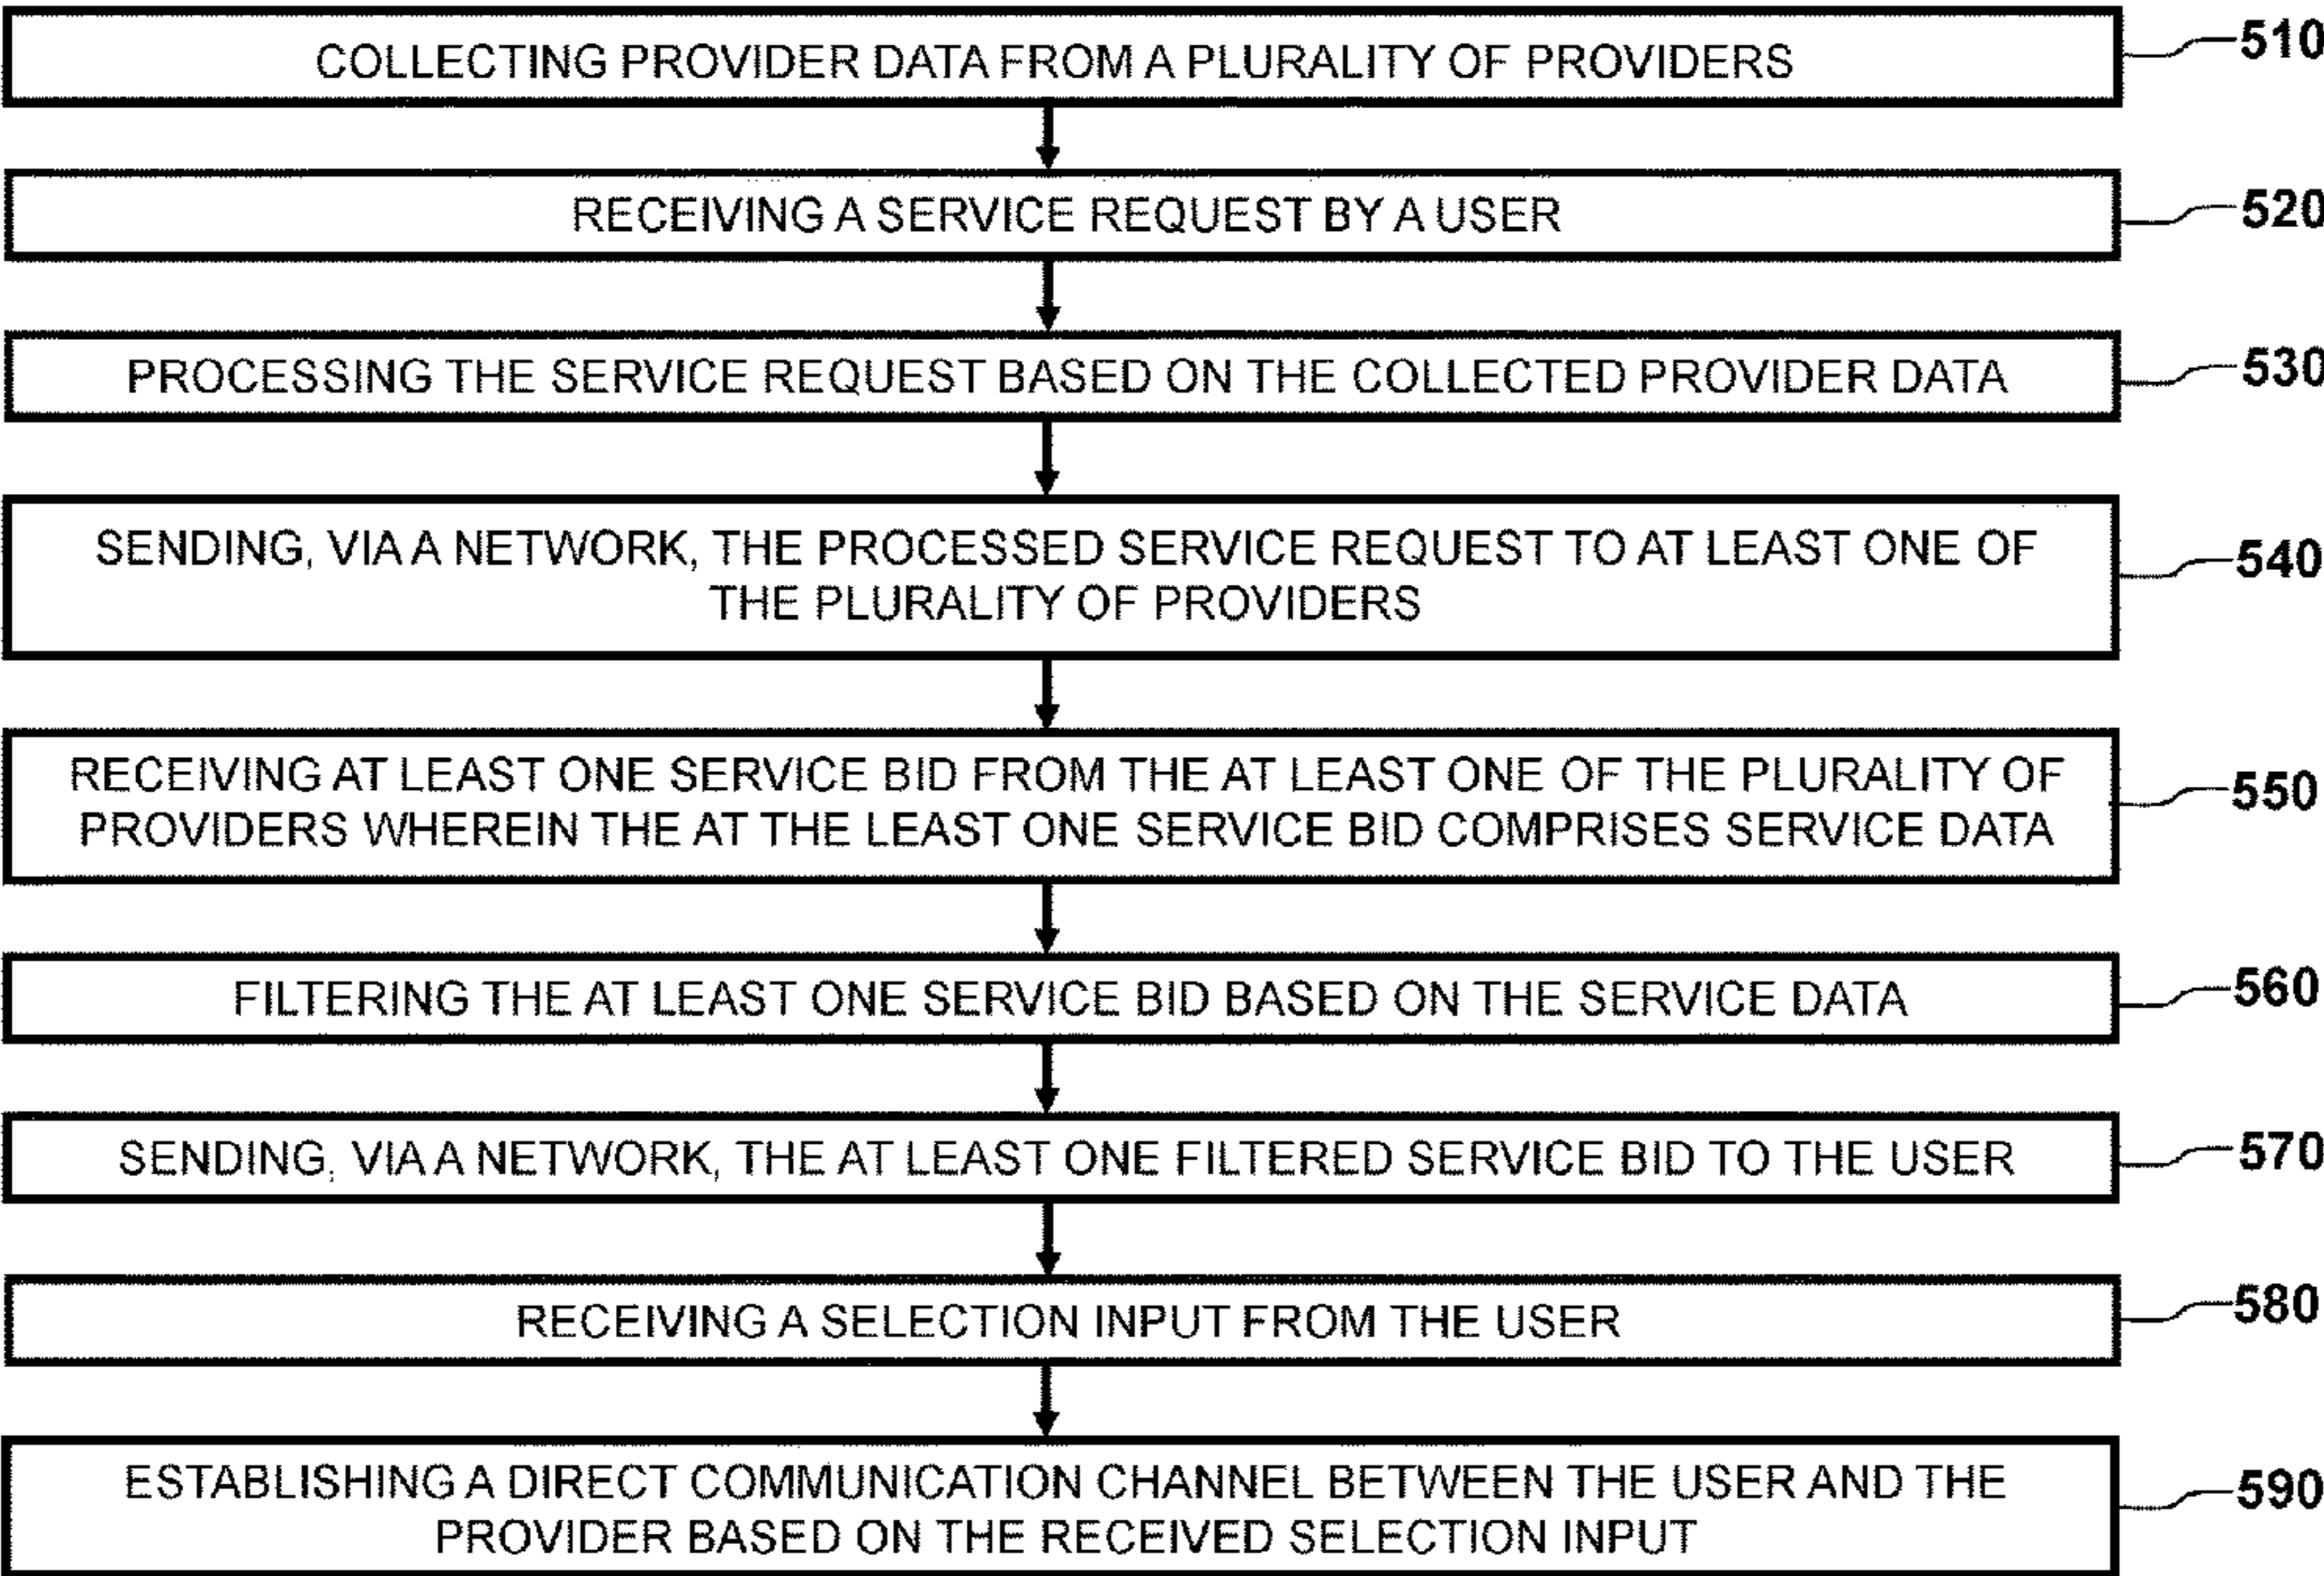 COLLECTING PROVIDER DATA FROM A PLURALITY OF PROVIDERS
510
RECEIVING A SERVICE REQUEST BY A USER
520
PROCESSING THE SERVICE REQUEST BASED ON THE COLLECTED PROVIDER DATA
530
SENDING, VIA A NETWORK, THE PROCESSED SERVICE REQUEST TO AT LEAST ONE OF
THE PLURALITY OF PROVIDERS
540
RECEIVING AT LEAST ONE SERVICE BID FROM THE AT LEAST ONE OF THE PLURALITY OF
PROVIDERS WHEREIN THE AT THE LEAST ONE SERVICE BID COMPRISES SERVICE DATA
550
FILTERING THE AT LEAST ONE SERVICE BID BASED ON THE SERVICE DATA
560
SENDING, VIA A NETWORK, THE AT LEAST ONE FILTERED SERVICE BID TO THE USER
570
RECEIVING A SELECTION INPUT FROM THE USER
580
ESTABLISHING A DIRECT COMMUNICATION CHANNEL BETWEEN THE USER AND THE
PROVIDER BASED ON THE RECEIVED SELECTION INPUT
590